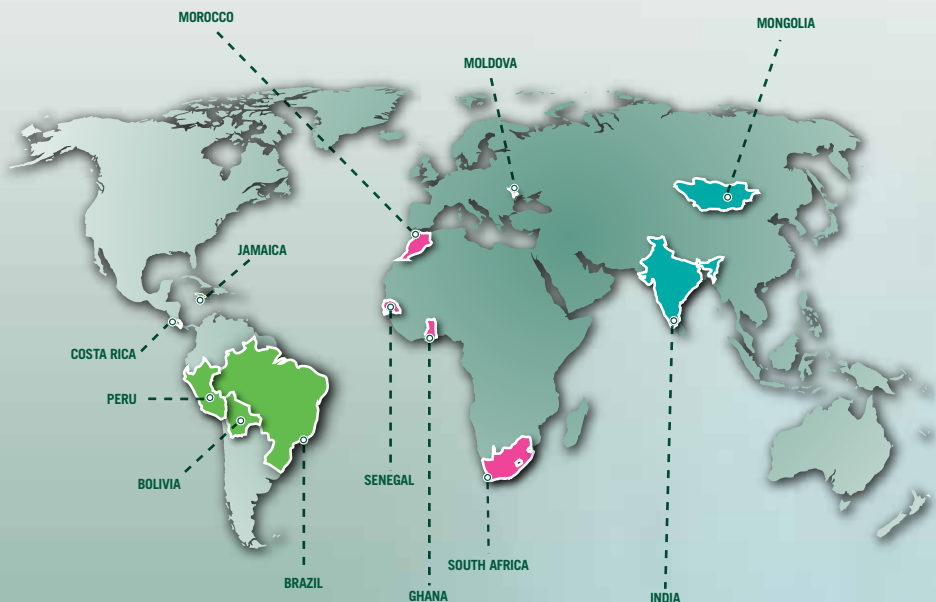 MOROCCO
MONGOLIA
MOLDOVA
JAMAICA
COSTA RICA
PERU
BOLIVIA
SENEGAL
SOUTH AFRICA
BRAZIL
GHANA
INDIA